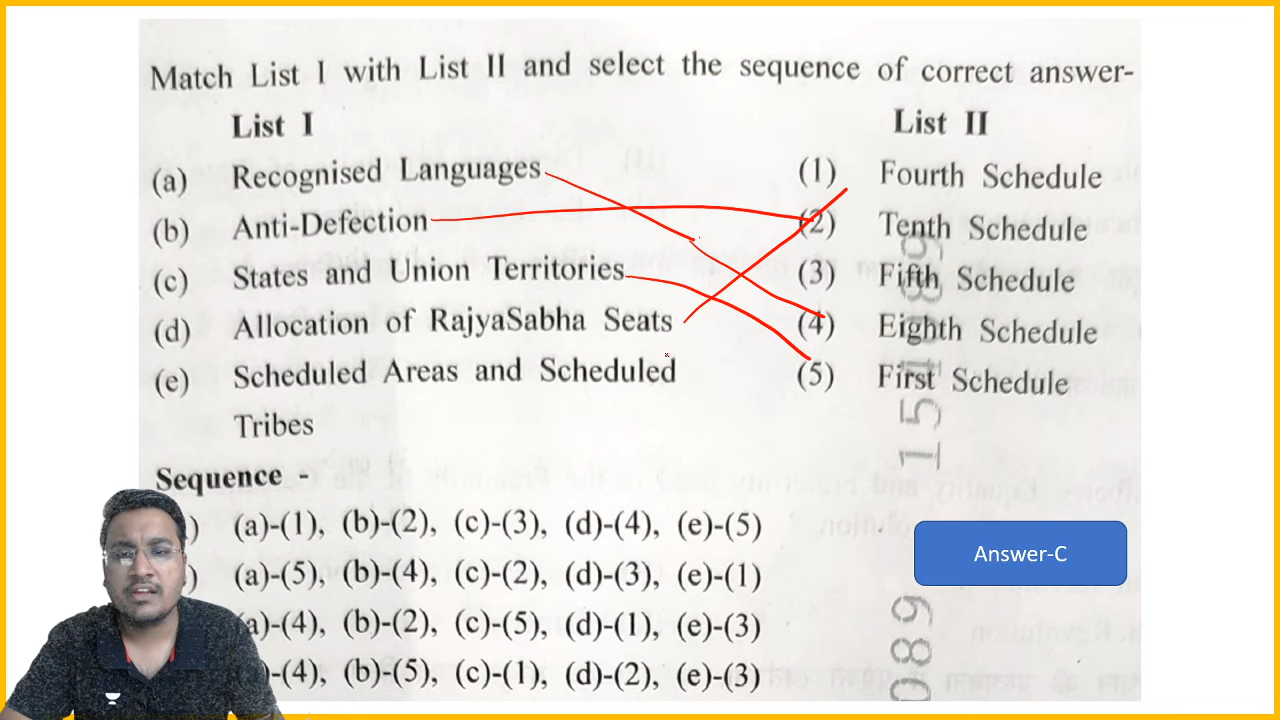 Match List I with List II and select the sequence of correct answer-
List I List II
(a) Recognised Languages (1) Fourth Schedule
(b) Anti-Defection (2) Tenth Schedule
(c) States and Union Territories (3) Fifth Schedule
(d) Allocation of RajyaSabha Seats (4) Eighth Schedule
(e) Scheduled Areas and Scheduled (5) First Schedule
Tribes
Sequence -
) (a)-(1), (b)-(2), (c)-(3), (d)-(4), (e)-(5)
) (a)-(5), (b)-(4), (c)-(2), (d)-(3), (e)-(1)
a)-(4), (b)-(2), (c)-(5), (d)-(1), (e)-(3)
)-(4), (b)-(5), (c)-(1), (d)-(2), (e)-(3)
Answer-C
089